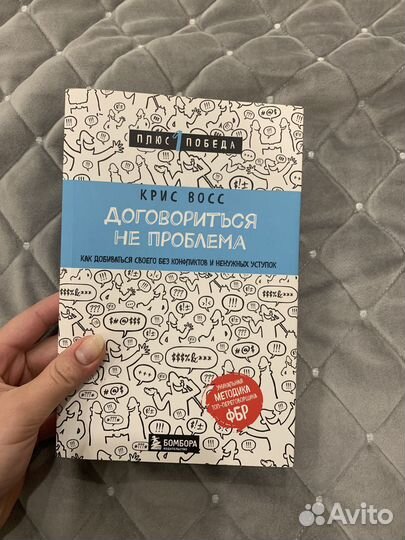 ПЛЮС 1 ПОБЕДА
КРИС ВОСС
ДОГОВОРИТЬСЯ
НЕ ПРОБЛЕМА
КАК ДОБИВАТЬСЯ СВОЕГО БЕЗ КОНФЛИКТОВ И НЕНУЖНЫХ УСТУПОК
УНИКАЛЬНАЯ
МЕТОДИКА
ТОП-ПЕРЕГОВОРЩИКА
ФБР
БОМБОРА
ИЗДАТЕЛЬСТВО
Avito